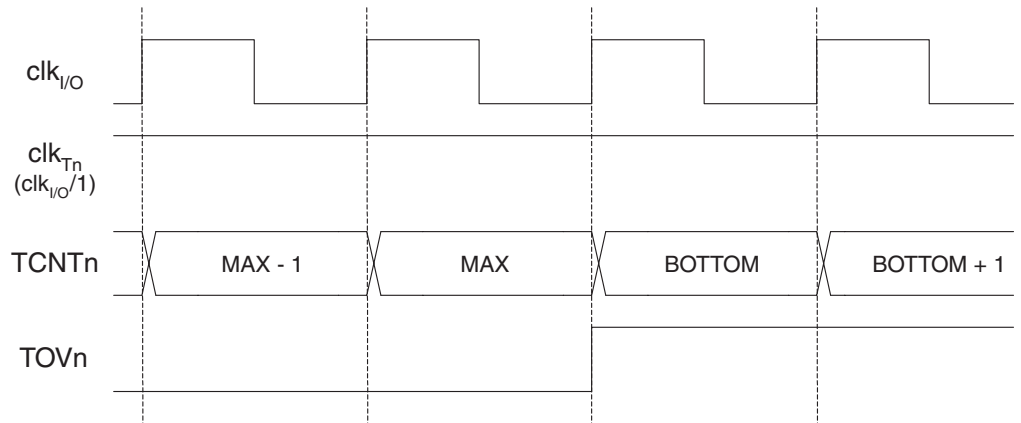 clkI/O
clkTn
(clkI/O/1)
TCNTn MAX - 1 MAX BOTTOM BOTTOM + 1
TOVn